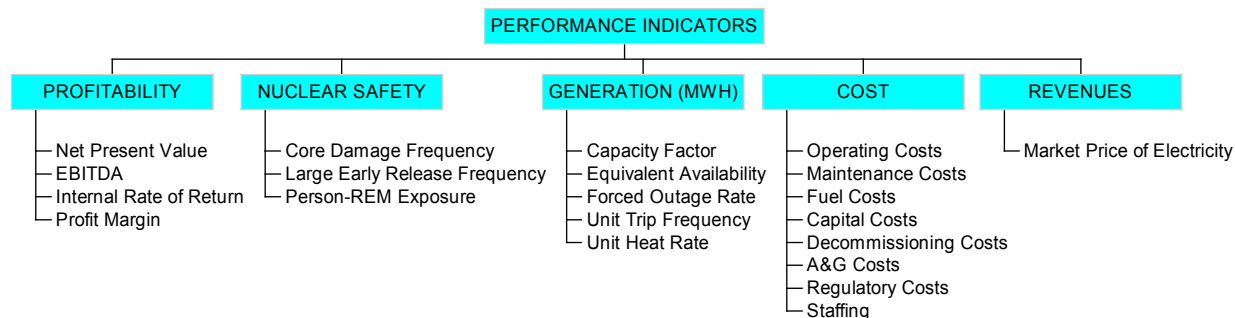 PERFORMANCE INDICATORS
PROFITABILITY
Net Present Value
EBITDA
Internal Rate of Return
Profit Margin
NUCLEAR SAFETY
Core Damage Frequency
Large Early Release Frequency
Person-REM Exposure
GENERATION (MWH)
Capacity Factor
Equivalent Availability
Forced Outage Rate
Unit Trip Frequency
Unit Heat Rate
COST
Operating Costs
Maintenance Costs
Fuel Costs
Capital Costs
Decommissioning Costs
A&G Costs
Regulatory Costs
Staffing
REVENUES
Market Price of Electricity